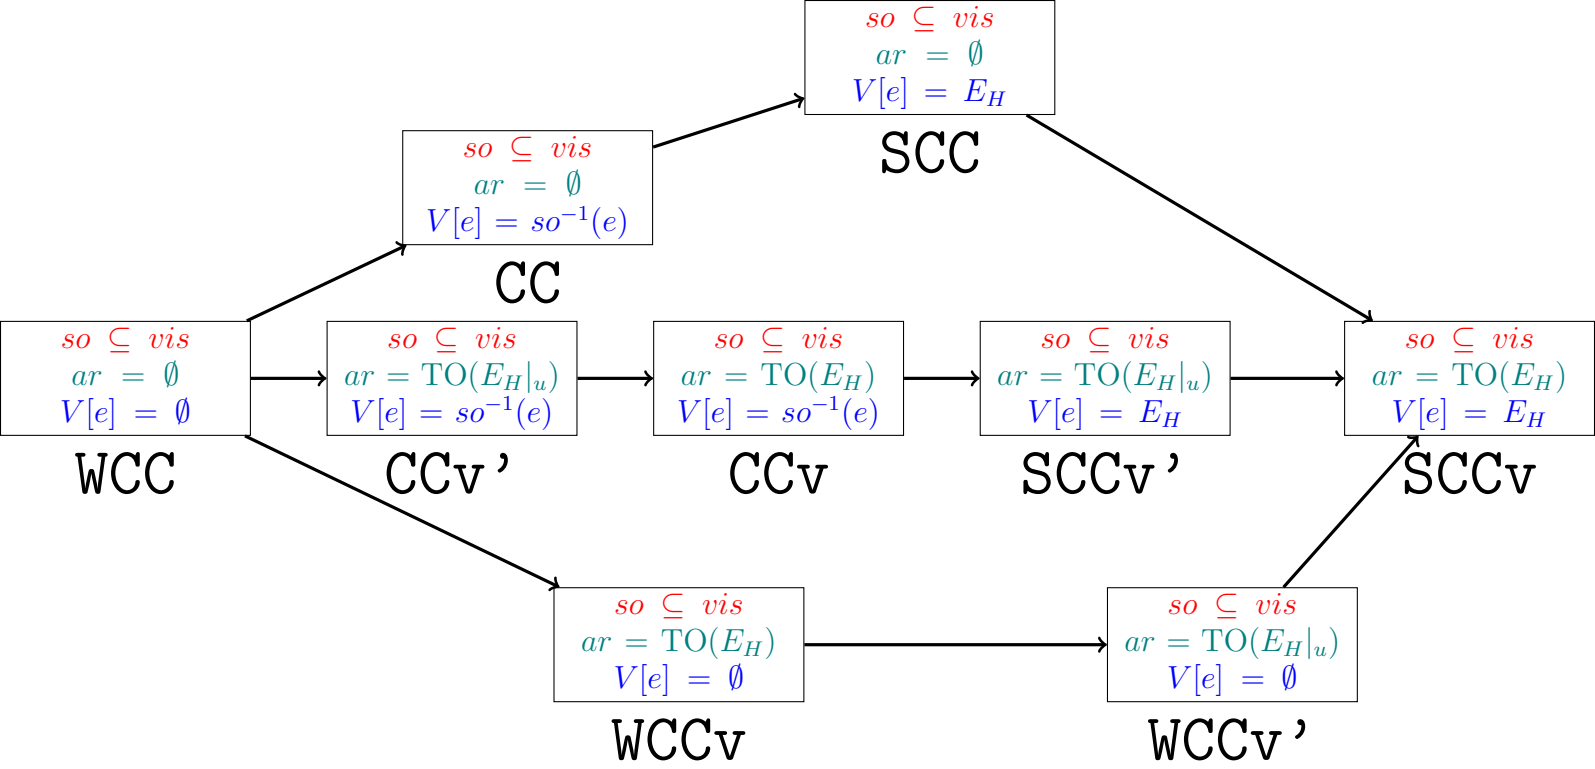 so ⊆ vis
ar = ∅
V[e] = E_H
SCC
so ⊆ vis
ar = ∅
V[e] = so⁻¹(e)
CC
so ⊆ vis
ar = ∅
V[e] = ∅
WCC
so ⊆ vis
ar = TO(E_H|_u)
V[e] = so⁻¹(e)
CCv'
so ⊆ vis
ar = TO(E_H)
V[e] = so⁻¹(e)
CCv
so ⊆ vis
ar = TO(E_H|_u)
V[e] = E_H
SCCv'
so ⊆ vis
ar = TO(E_H)
V[e] = E_H
SCCv
so ⊆ vis
ar = TO(E_H)
V[e] = ∅
WCCv
so ⊆ vis
ar = TO(E_H|_u)
V[e] = ∅
WCCv'